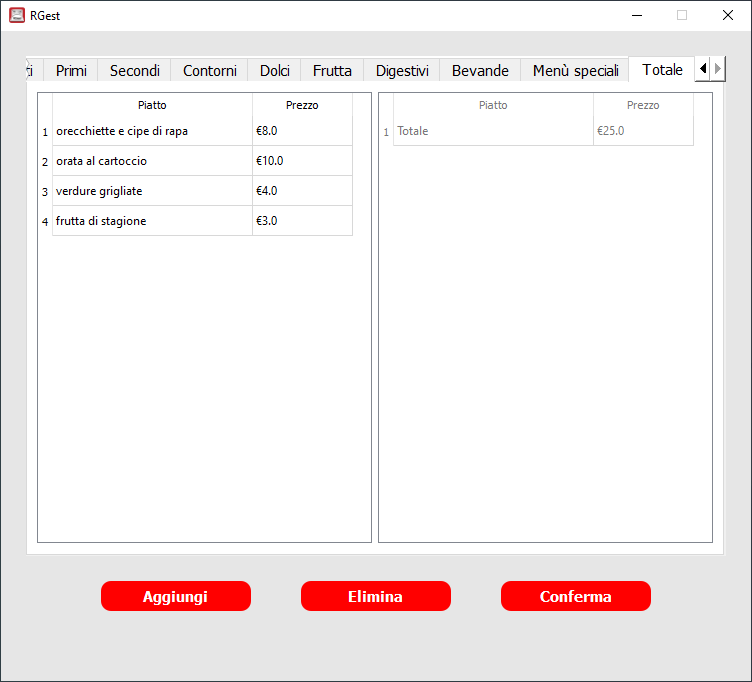 RGest
Primi Secondi Contorni Dolci Frutta Digestivi Bevande Menù speciali Totale
Piatto Prezzo
1 orecchiette e cipe di rapa €8.0
2 orata al cartoccio €10.0
3 verdure grigliate €4.0
4 frutta di stagione €3.0
Piatto Prezzo
1 Totale €25.0
Aggiungi Elimina Conferma